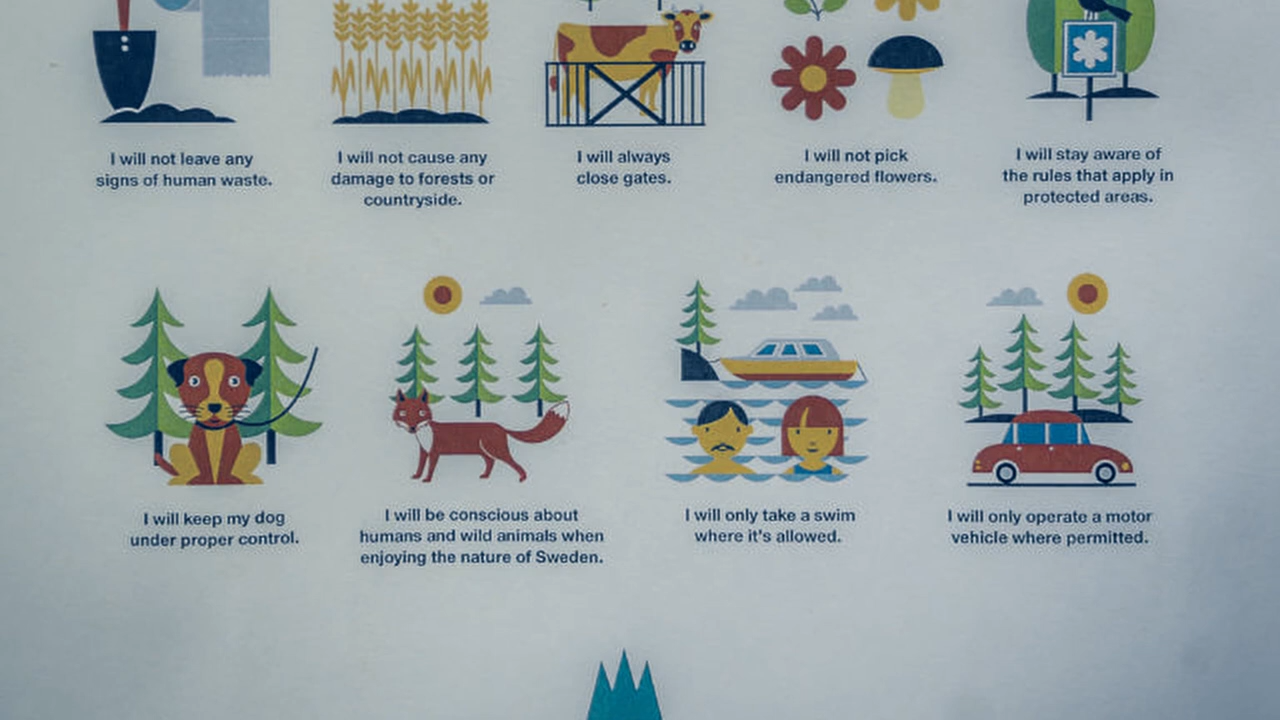 I will not leave any
signs of human waste.
I will not cause any
damage to forests or
countryside.
I will always
close gates.
I will not pick
endangered flowers.
I will stay aware of
the rules that apply in
protected areas.
I will keep my dog
under proper control.
I will be conscious about
humans and wild animals when
enjoying the nature of Sweden.
I will only take a swim
where it's allowed.
I will only operate a motor
vehicle where permitted.